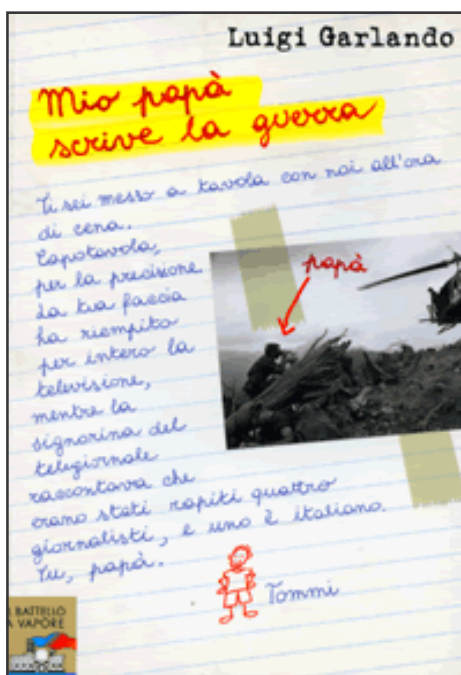 Luigi Garlando
Mio papà
scrive la guerra
Ti sei messo a tavola con noi all'ora
di cena.
Capotavola,
per la precisione.
La tua faccia
ha riempito
per intero la
televisione,
mentre la
signorina del
telegiornale
raccontava che
erano stati rapiti quattro
giornalisti, e uno è italiano.
Tu, papà.
papà
Tommi
IL BATTELLO
A VAPORE